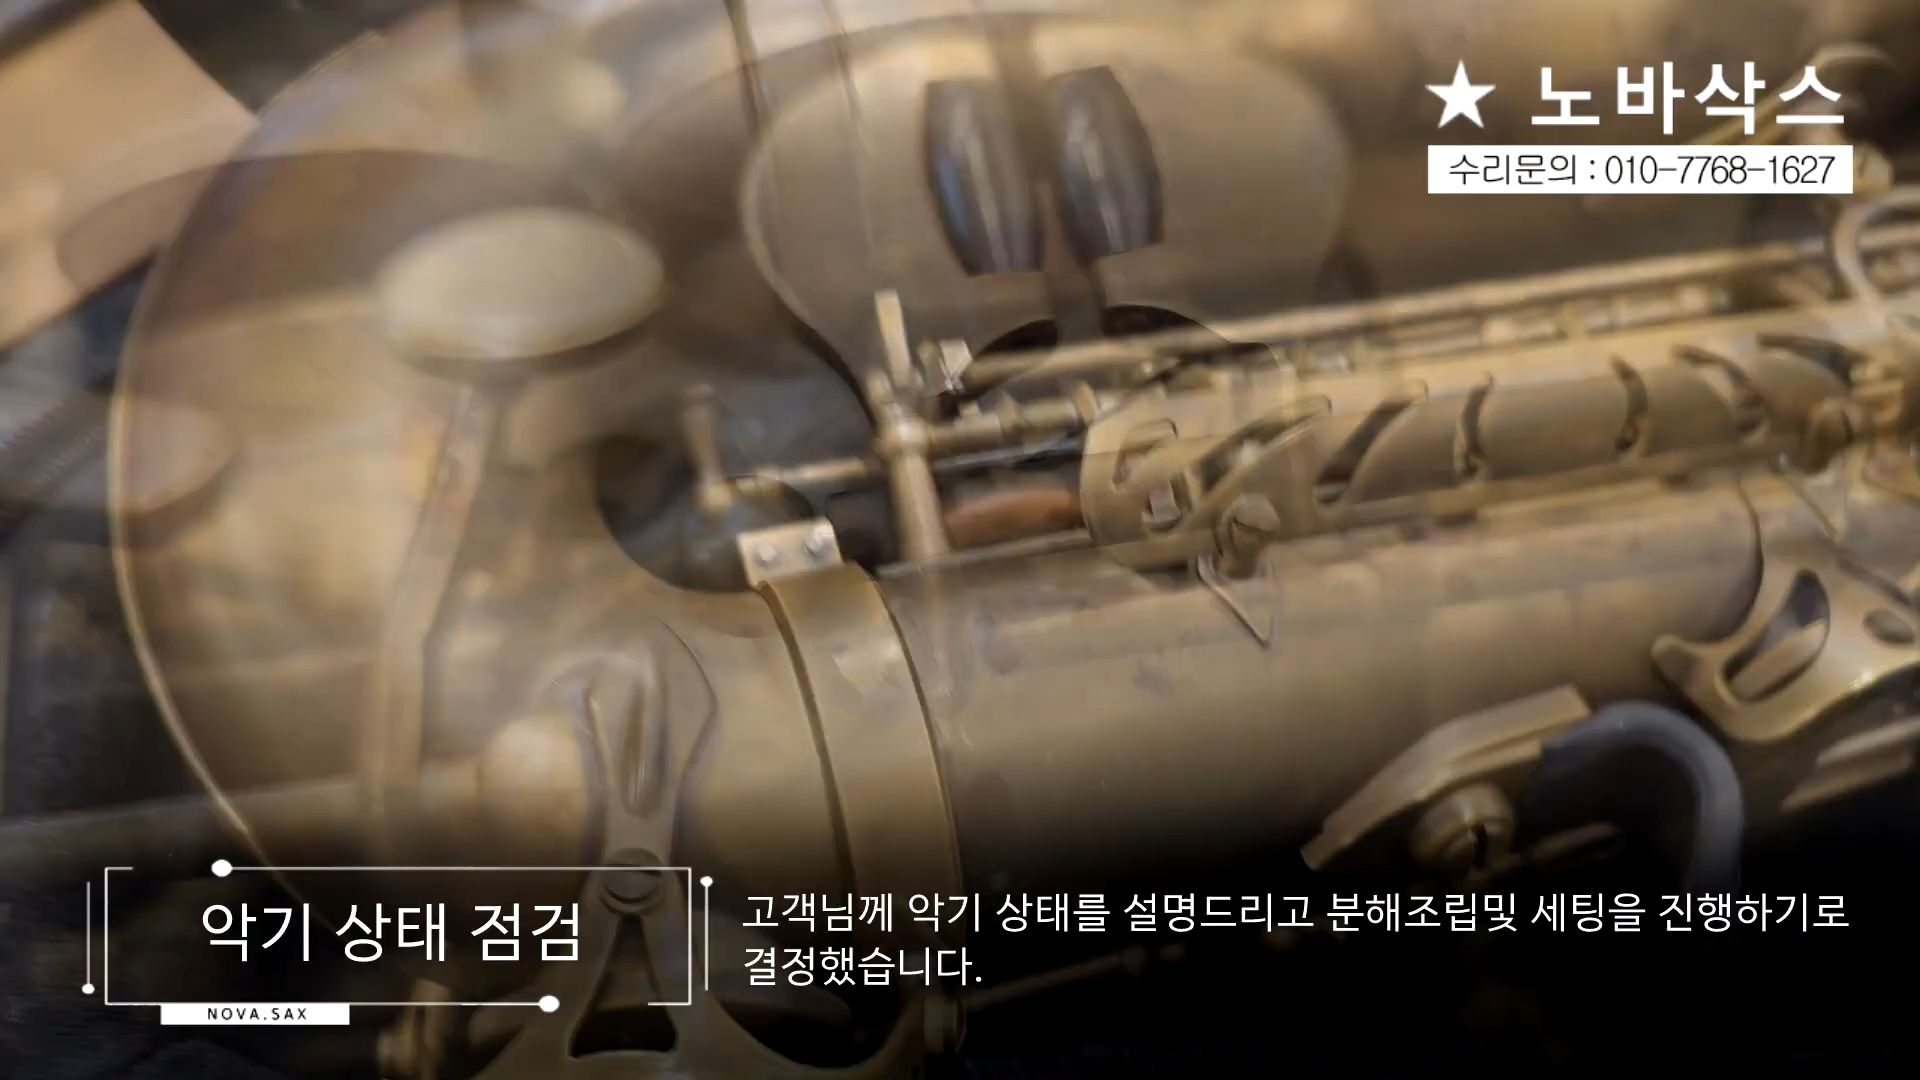 ★ 노바삭스
수리문의 : 010-7768-1627
악기 상태 점검
NOVA.SAX
고객님께 악기 상태를 설명드리고 분해조립및 세팅을 진행하기로
결정했습니다.